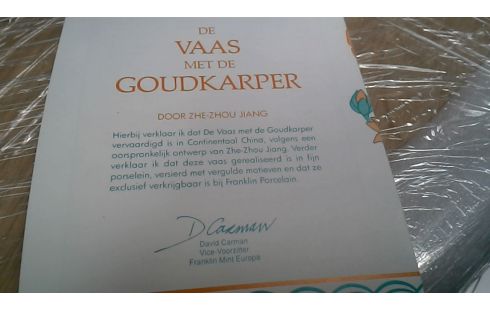 DE
VAAS
MET DE
GOUDKARPER
DOOR ZHE-ZHOU JIANG
Hierbij verklaar ik dat De Vaas met de Goudkarper
vervaardigd is in Continentaal China, volgens een
oorspronkelijk ontwerp van Zhe-Zhou Jiang. Verder
verklaar ik dat deze vaas gerealiseerd is in fijn
porselein, versierd met vergulde motieven en dat ze
exclusief verkrijgbaar is bij Franklin Porcelain.
D Carman
David Carman
Vice-Voorzitter
Franklin Mint Europa